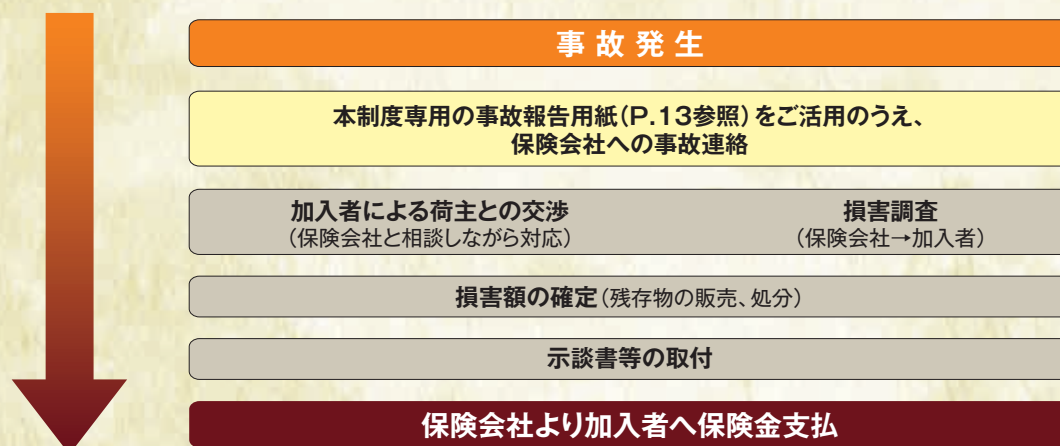 事故発生
本制度専用の事故報告用紙(P.13参照)をご活用のうえ、
保険会社への事故連絡
加入者による荷主との交渉
(保険会社と相談しながら対応)
損害調査
(保険会社→加入者)
損害額の確定(残存物の販売、処分)
示談書等の取付
保険会社より加入者へ保険金支払